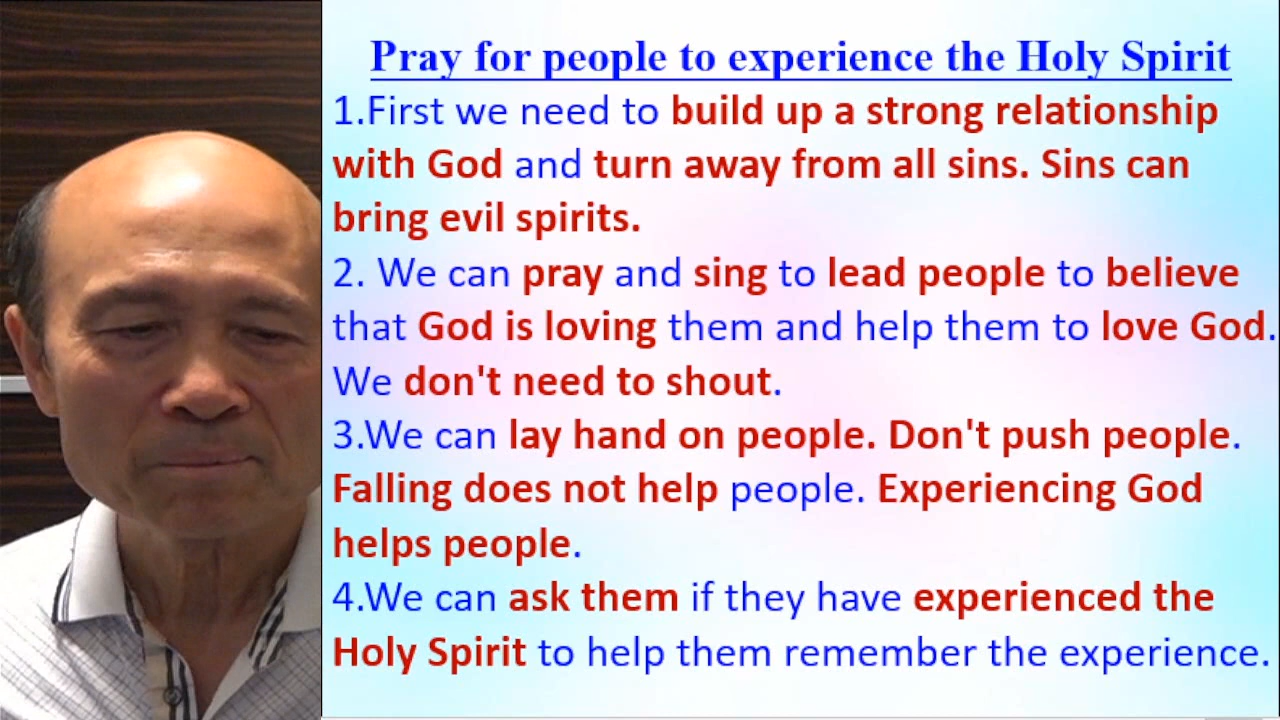 Pray for people to experience the Holy Spirit
1.First we need to build up a strong relationship
with God and turn away from all sins. Sins can
bring evil spirits.
2. We can pray and sing to lead people to believe
that God is loving them and help them to love God.
We don't need to shout.
3.We can lay hand on people. Don't push people.
Falling does not help people. Experiencing God
helps people.
4.We can ask them if they have experienced the
Holy Spirit to help them remember the experience.